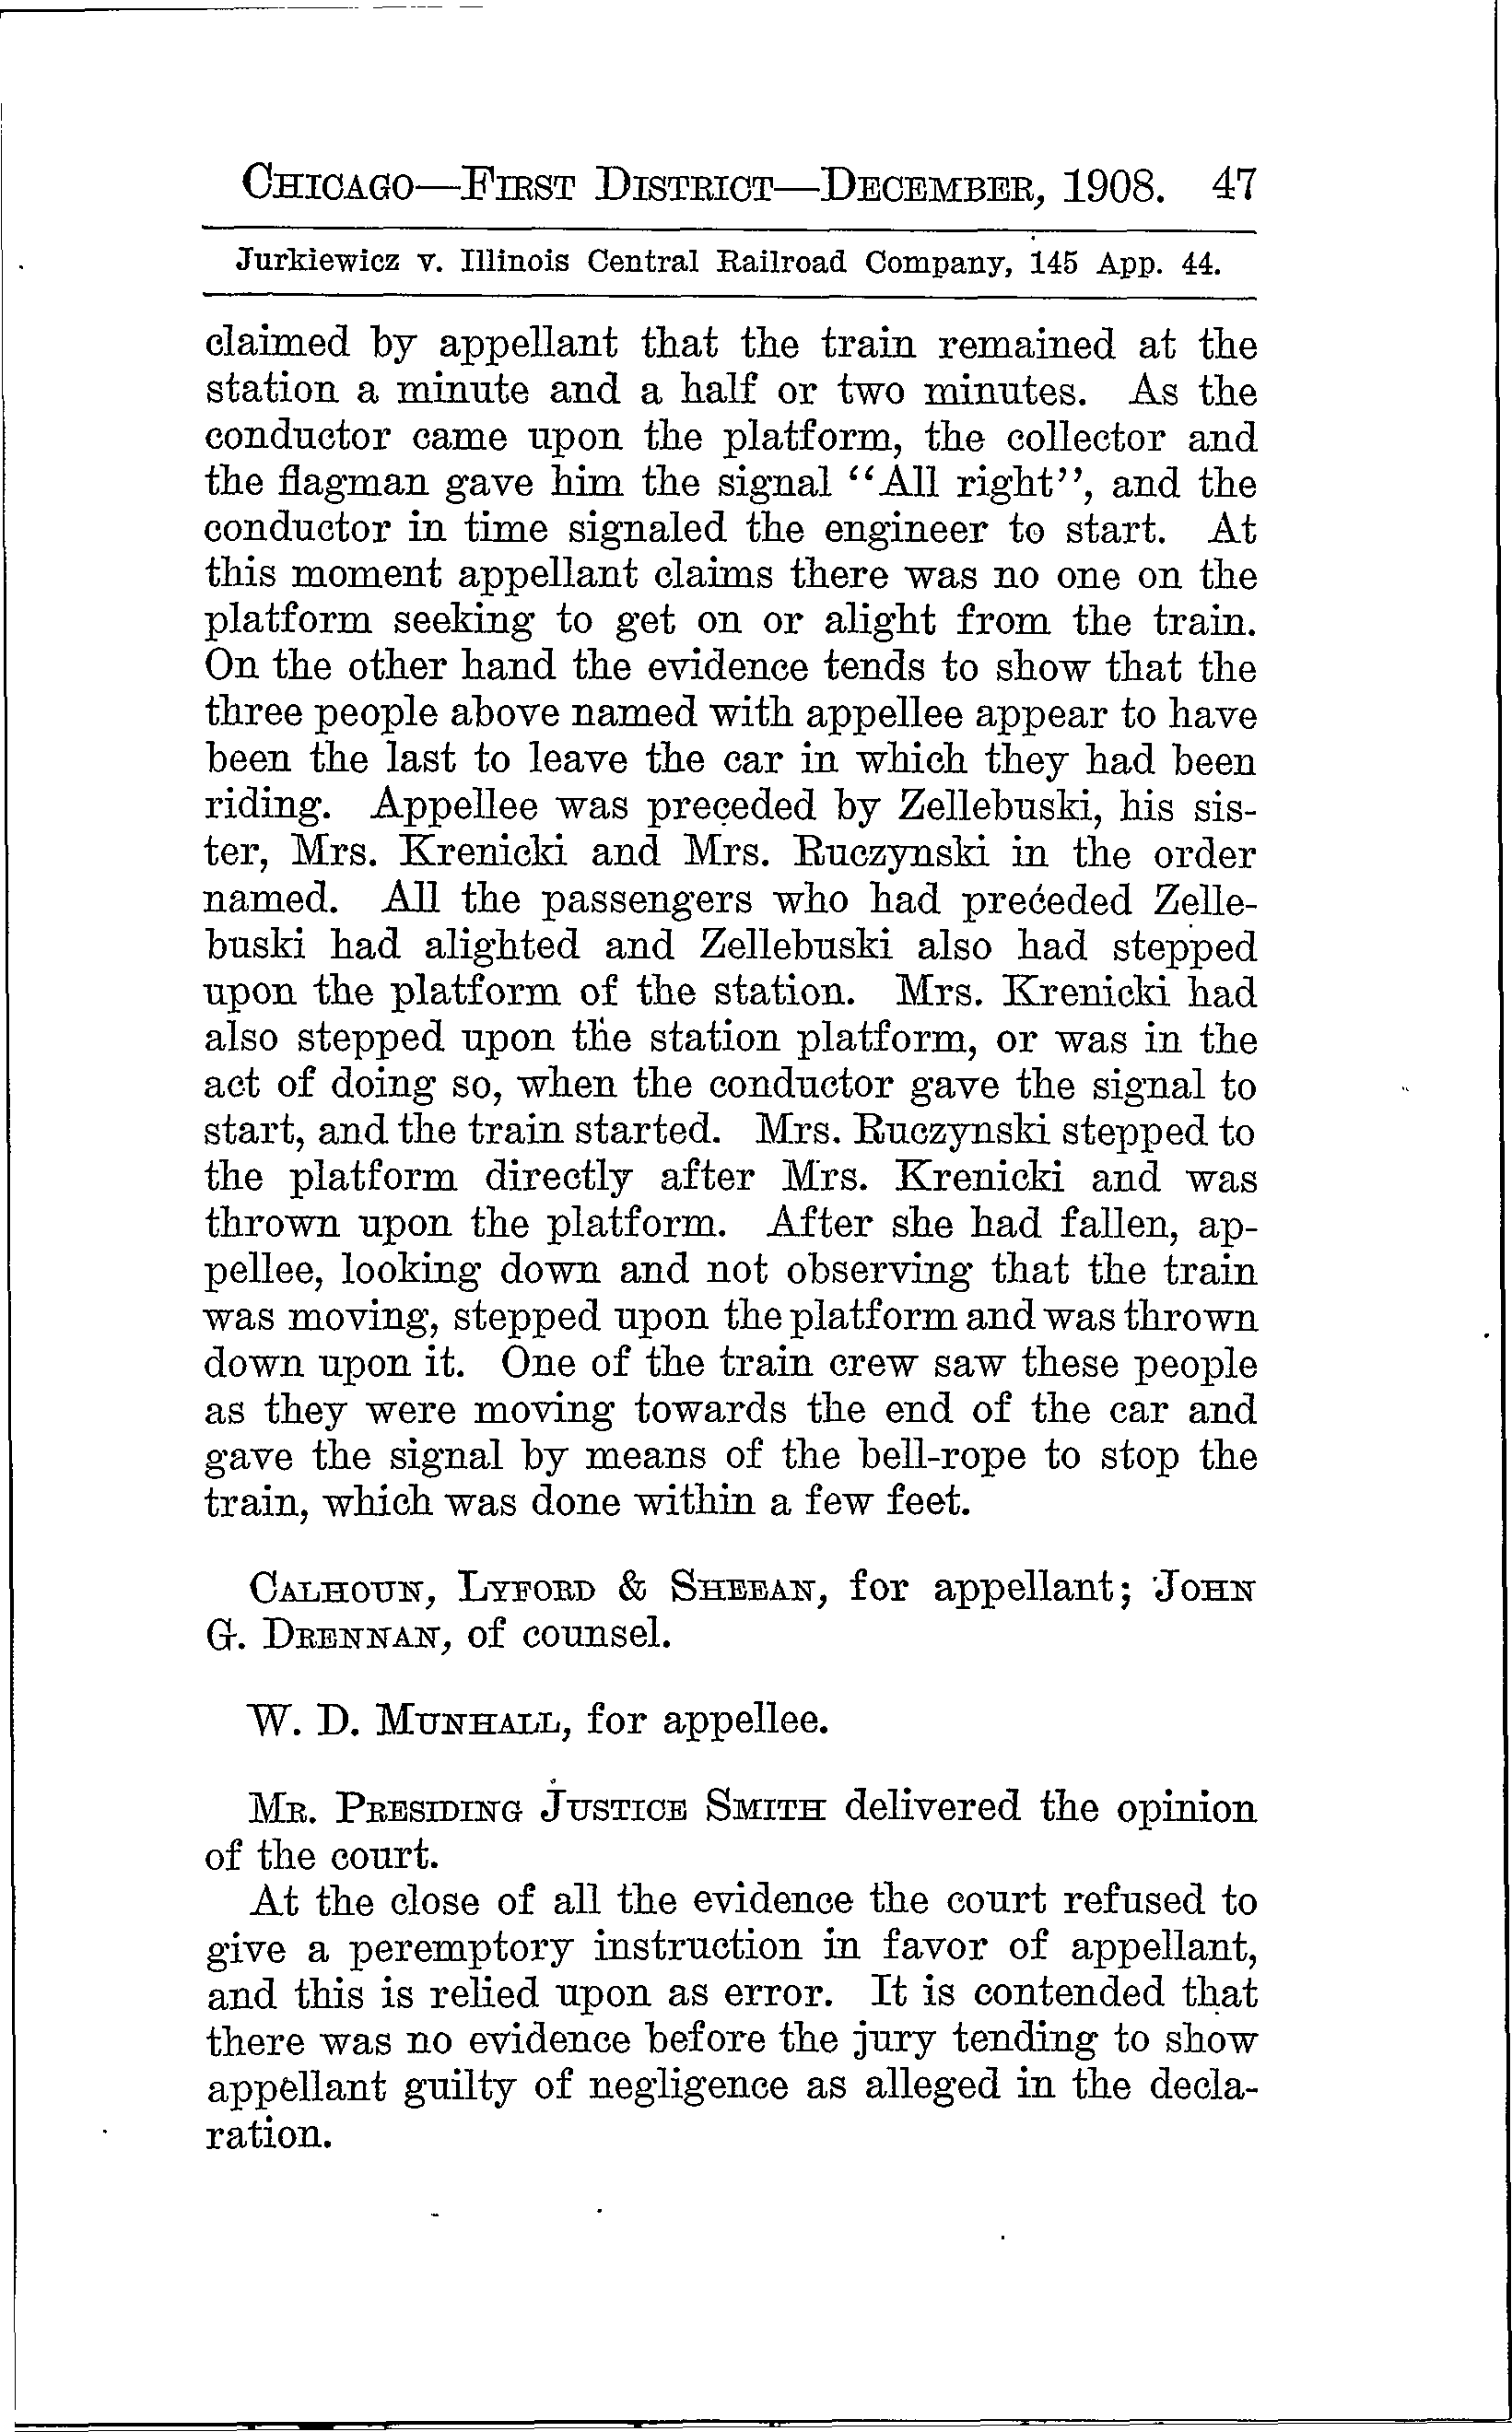 CHICAGO—FIRST DISTRICT—DECEMBER, 1908. 47
Jurkiewicz v. Illinois Central Railroad Company, 145 App. 44.
claimed by appellant that the train remained at the
station a minute and a half or two minutes. As the
conductor came upon the platform, the collector and
the flagman gave him the signal "All right", and the
conductor in time signaled the engineer to start. At
this moment appellant claims there was no one on the
platform seeking to get on or alight from the train.
On the other hand the evidence tends to show that the
three people above named with appellee appear to have
been the last to leave the car in which they had been
riding. Appellee was preceded by Zellebuski, his sis-
ter, Mrs. Krenicki and Mrs. Ruczynski in the order
named. All the passengers who had preceded Zelle-
buski had alighted and Zellebuski also had stepped
upon the platform of the station. Mrs. Krenicki had
also stepped upon the station platform, or was in the
act of doing so, when the conductor gave the signal to
start, and the train started. Mrs. Ruczynski stepped to
the platform directly after Mrs. Krenicki and was
thrown upon the platform. After she had fallen, ap-
pellee, looking down and not observing that the train
was moving, stepped upon the platform and was thrown
down upon it. One of the train crew saw these people
as they were moving towards the end of the car and
gave the signal by means of the bell-rope to stop the
train, which was done within a few feet.
CALHOUN, LYFORD & SHEEAN, for appellant; JOHN
G. DRENNAN, of counsel.
W. D. MUNHALL, for appellee.
MR. PRESIDING JUSTICE SMITH delivered the opinion
of the court.
At the close of all the evidence the court refused to
give a peremptory instruction in favor of appellant,
and this is relied upon as error. It is contended that
there was no evidence before the jury tending to show
appellant guilty of negligence as alleged in the decla-
ration.